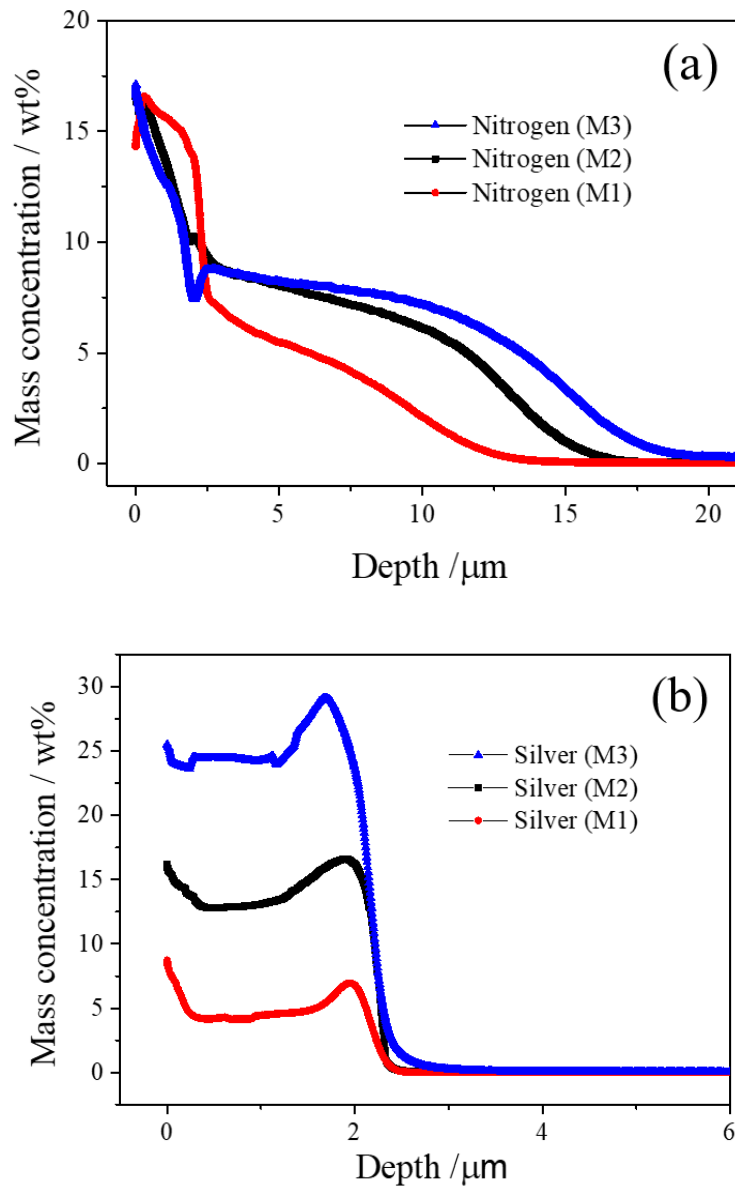 (a)
Nitrogen (M3)
Nitrogen (M2)
Nitrogen (M1)
Mass concentration / wt%
20
15
10
5
0
0 5 10 15 20
Depth /μm
(b)
Silver (M3)
Silver (M2)
Silver (M1)
Mass concentration / wt%
30
25
20
15
10
5
0
0 2 4 6
Depth /μm